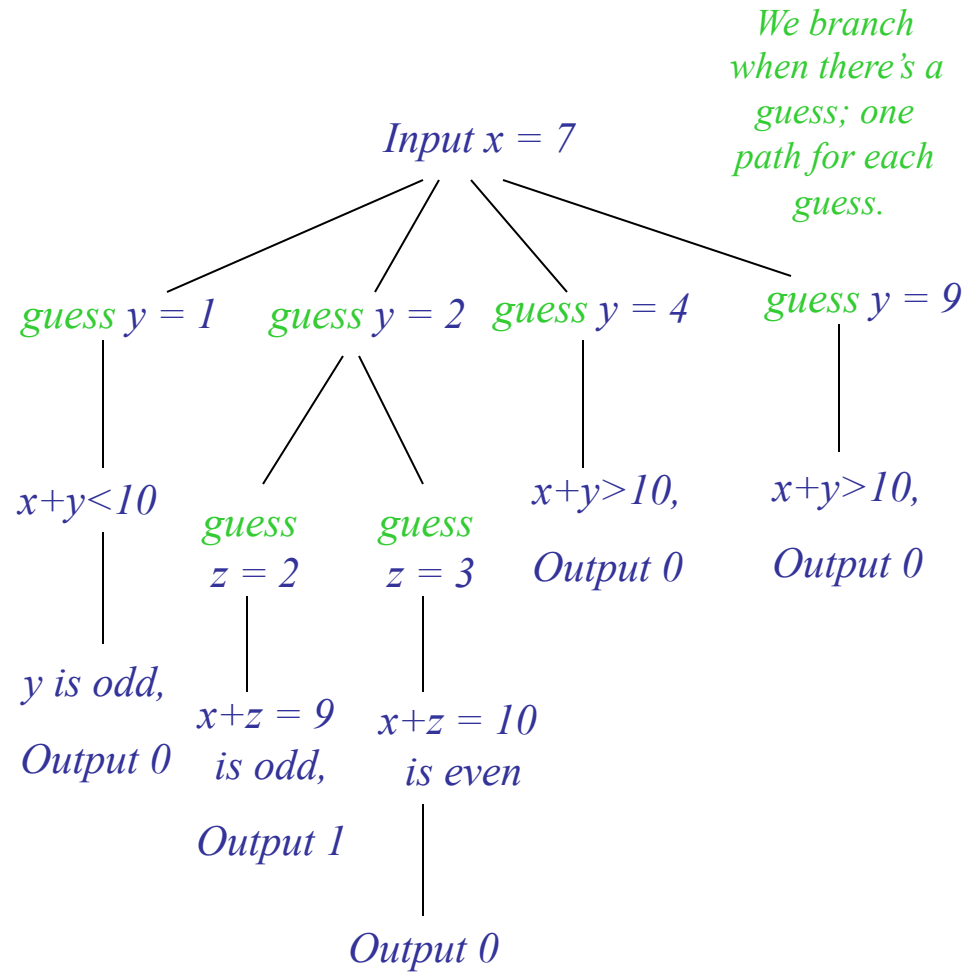 We branch
when there’s a
guess; one
path for each
guess.
Input x = 7
guess y = 1
guess y = 2
guess y = 4
guess y = 9
x+y<10
y is odd,
Output 0
guess
z = 2
x+z = 9
is odd,
Output 1
guess
z = 3
x+z = 10
is even
Output 0
x+y>10,
Output 0
x+y>10,
Output 0